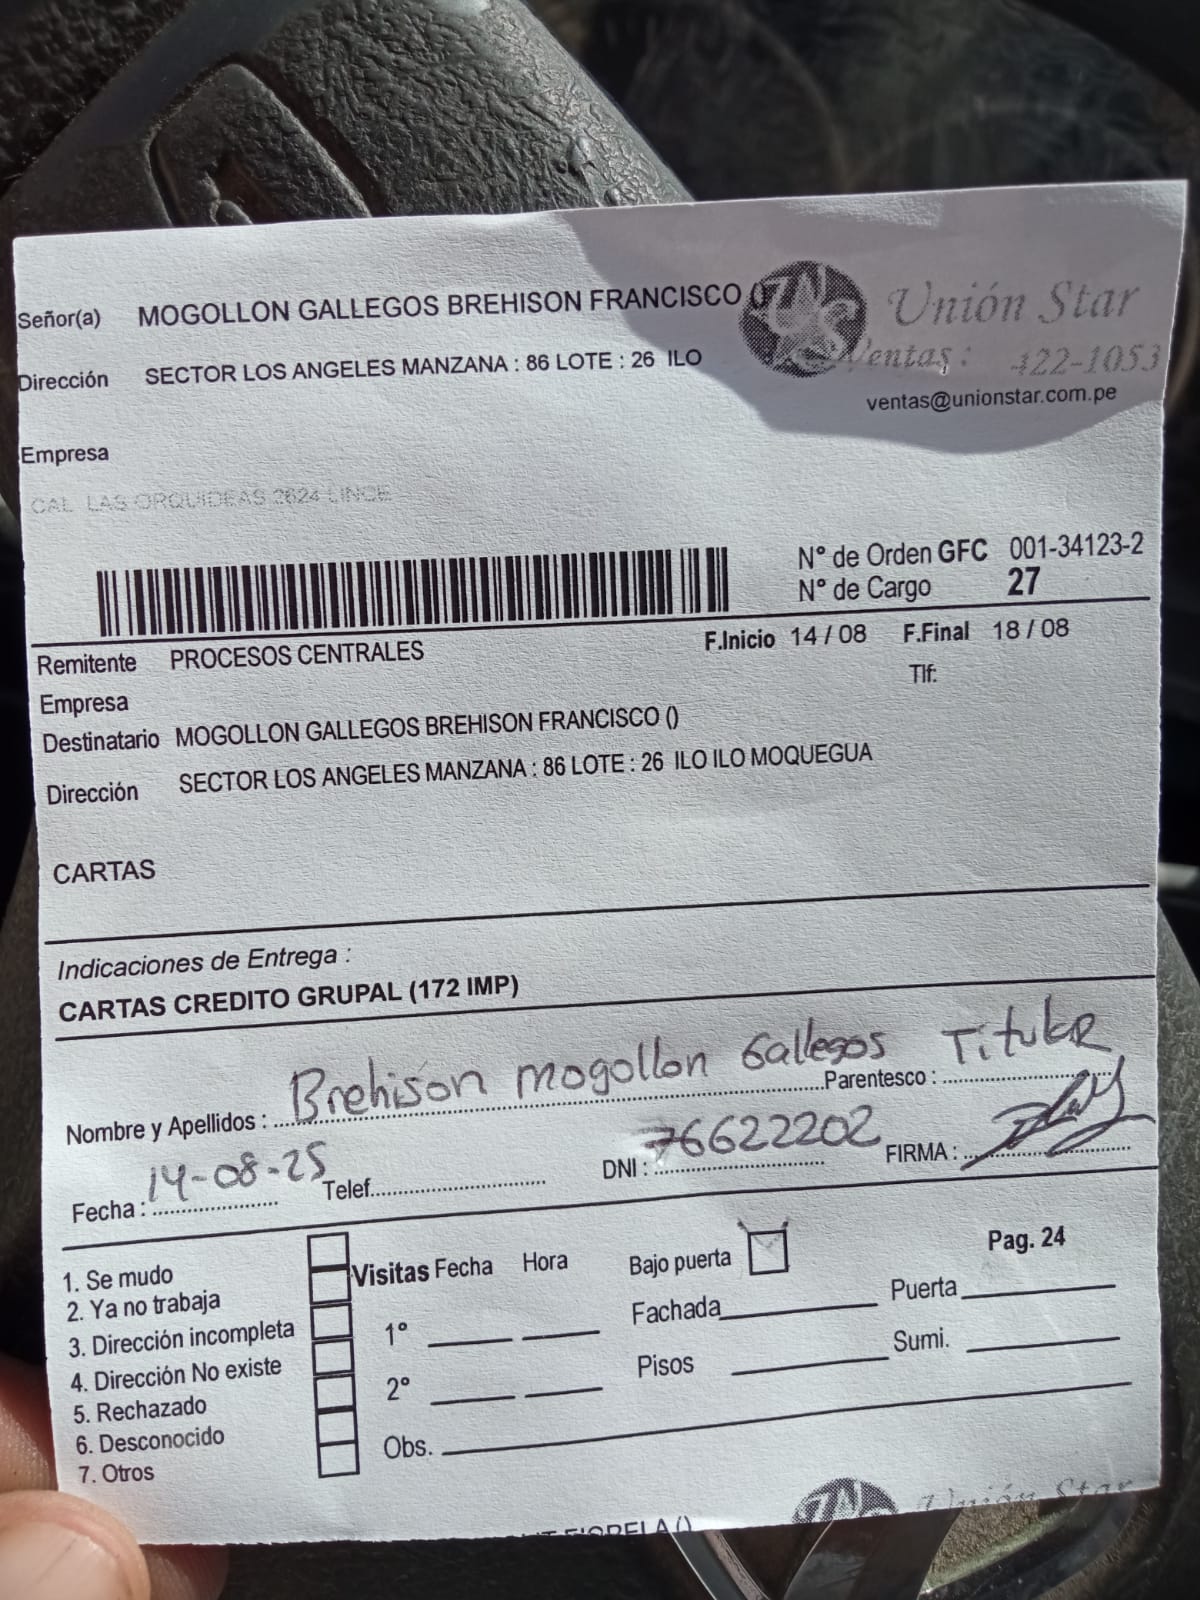 Señor(a) MOGOLLON GALLEGOS BREHISON FRANCISCO ()
Unión Star
Dirección SECTOR LOS ANGELES MANZANA : 86 LOTE : 26 ILO
Ventas : 422-1053
ventas@unionstar.com.pe
Empresa
CAL LAS ORQUIDEAS 2624 LINCE
N° de Orden GFC 001-34123-2
N° de Cargo 27
Remitente PROCESOS CENTRALES
F.Inicio 14 / 08 F.Final 18 / 08
Empresa
Tlf:
Destinatario MOGOLLON GALLEGOS BREHISON FRANCISCO ()
Dirección SECTOR LOS ANGELES MANZANA : 86 LOTE : 26 ILO ILO MOQUEGUA
CARTAS
Indicaciones de Entrega :
CARTAS CREDITO GRUPAL (172 IMP)
Nombre y Apellidos : Brehison mogollon Gallegos Parentesco : TitulaR
Fecha : 14-08-25 Telef. DNI : 76622202 FIRMA :
1. Se mudo
2. Ya no trabaja
3. Dirección incompleta
4. Dirección No existe
5. Rechazado
6. Desconocido
7. Otros
Visitas Fecha Hora
1°
2°
Obs.
Bajo puerta
Fachada
Pisos
Pag. 24
Puerta
Sumi.
Unión Star
FIORELA ()